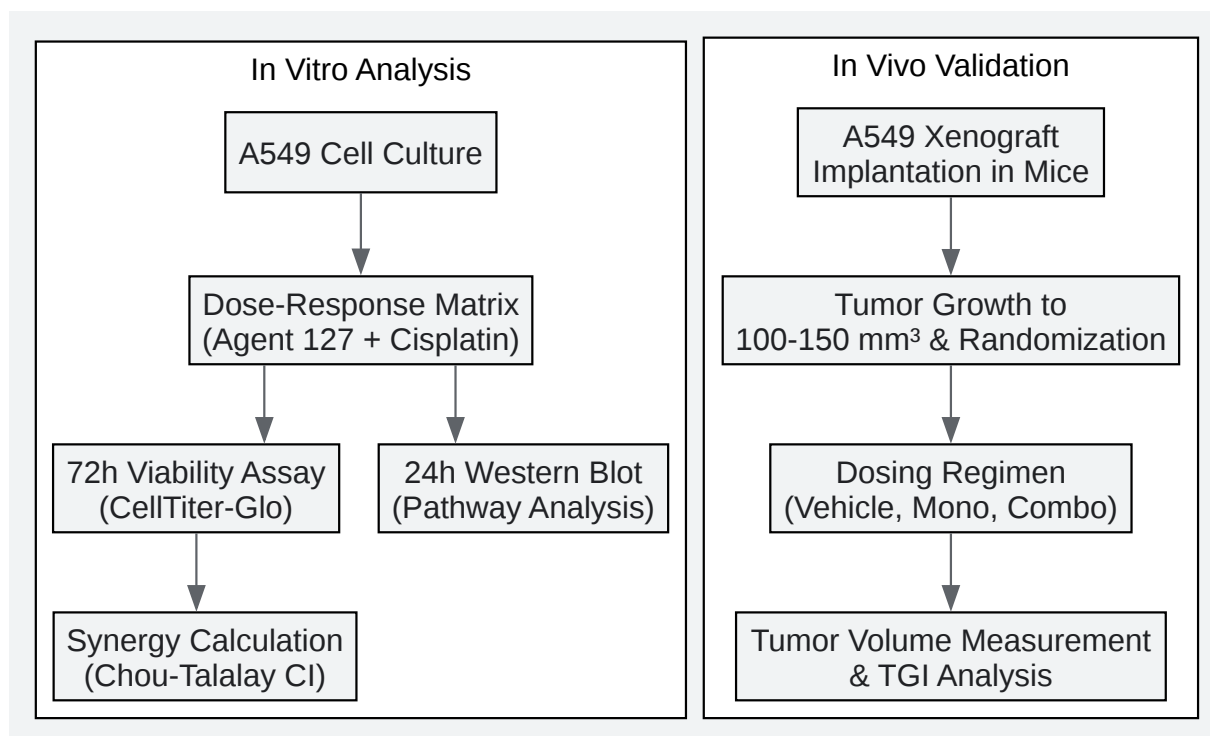 In Vitro Analysis
A549 Cell Culture
Dose-Response Matrix
(Agent 127 + Cisplatin)
72h Viability Assay
(CellTiter-Glo)
24h Western Blot
(Pathway Analysis)
Synergy Calculation
(Chou-Talalay CI)
In Vivo Validation
A549 Xenograft
Implantation in Mice
Tumor Growth to
100-150 mm³ & Randomization
Dosing Regimen
(Vehicle, Mono, Combo)
Tumor Volume Measurement
& TGI Analysis